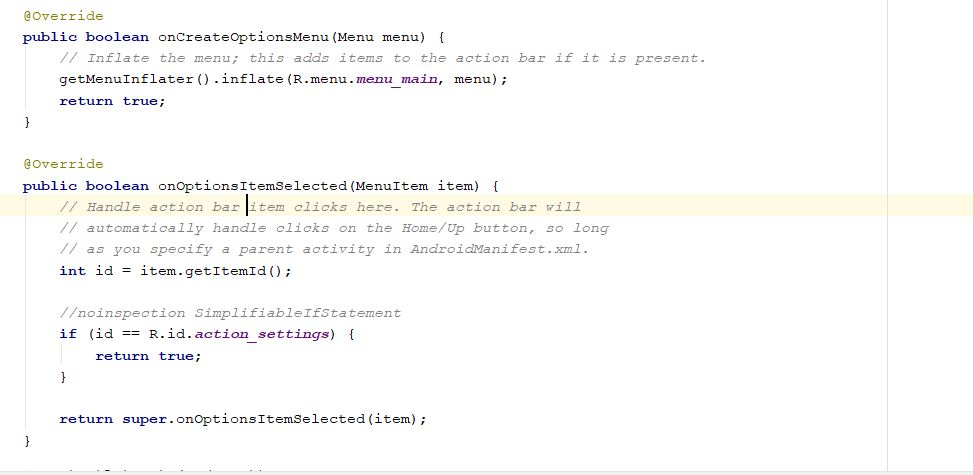 @Override
public boolean onCreateOptionsMenu(Menu menu) {
// Inflate the menu; this adds items to the action bar if it is present.
getMenuInflater().inflate(R.menu.menu_main, menu);
return true;
}
@Override
public boolean onOptionsItemSelected(MenuItem item) {
// Handle action bar item clicks here. The action bar will
// automatically handle clicks on the Home/Up button, so long
// as you specify a parent activity in AndroidManifest.xml.
int id = item.getItemId();
//noinspection SimplifiableIfStatement
if (id == R.id.action_settings) {
return true;
}
return super.onOptionsItemSelected(item);
}